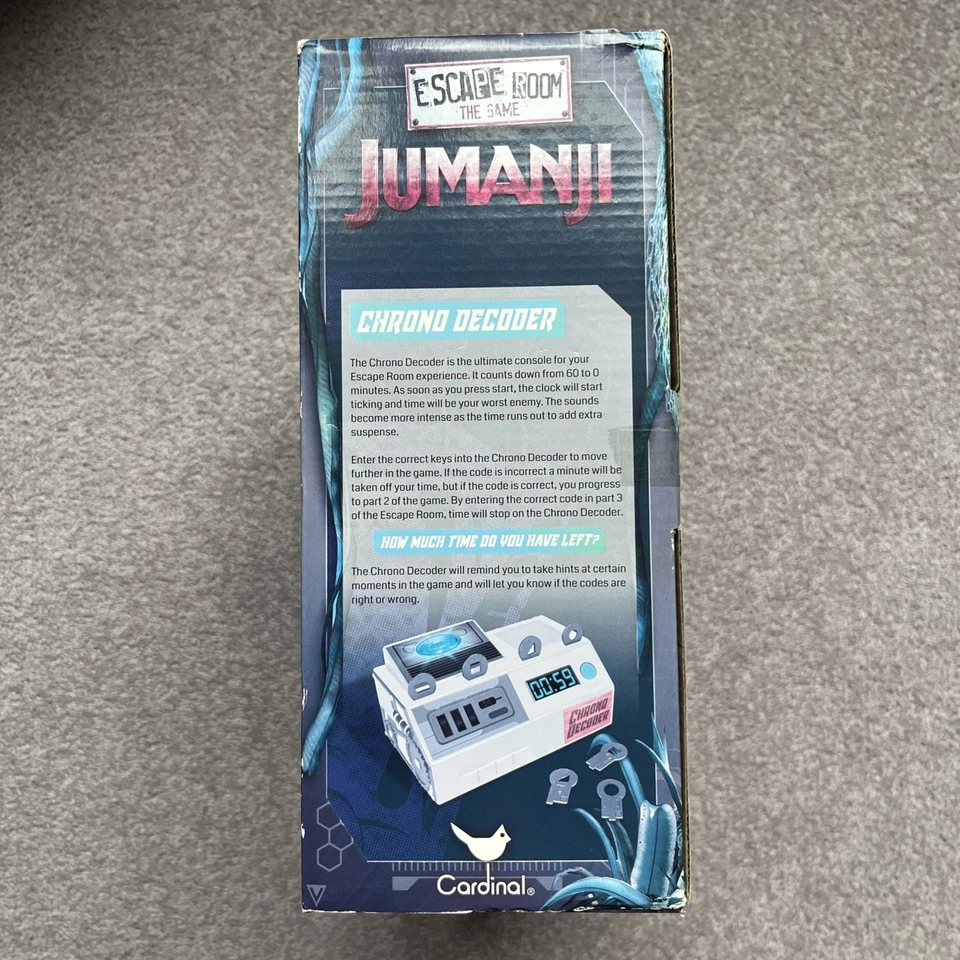 ESCAPE ROOM
THE GAME
JUMANJI
CHRONO DECODER
The Chrono Decoder is the ultimate console for your
Escape Room experience. It counts down from 60 to 0
minutes. As soon as you press start, the clock will start
ticking and time will be your worst enemy. The sounds
become more intense as the time runs out to add extra
suspense.
Enter the correct keys into the Chrono Decoder to move
further in the game. If the code is incorrect a minute will be
taken off your time, but if the code is correct, you progress
to part 2 of the game. By entering the correct code in part 3
of the Escape Room, time will stop on the Chrono Decoder.
HOW MUCH TIME DO YOU HAVE LEFT?
The Chrono Decoder will remind you to take hints at certain
moments in the game and will let you know if the codes are
right or wrong.
00:59
CHRONO
DECODER
Cardinal®